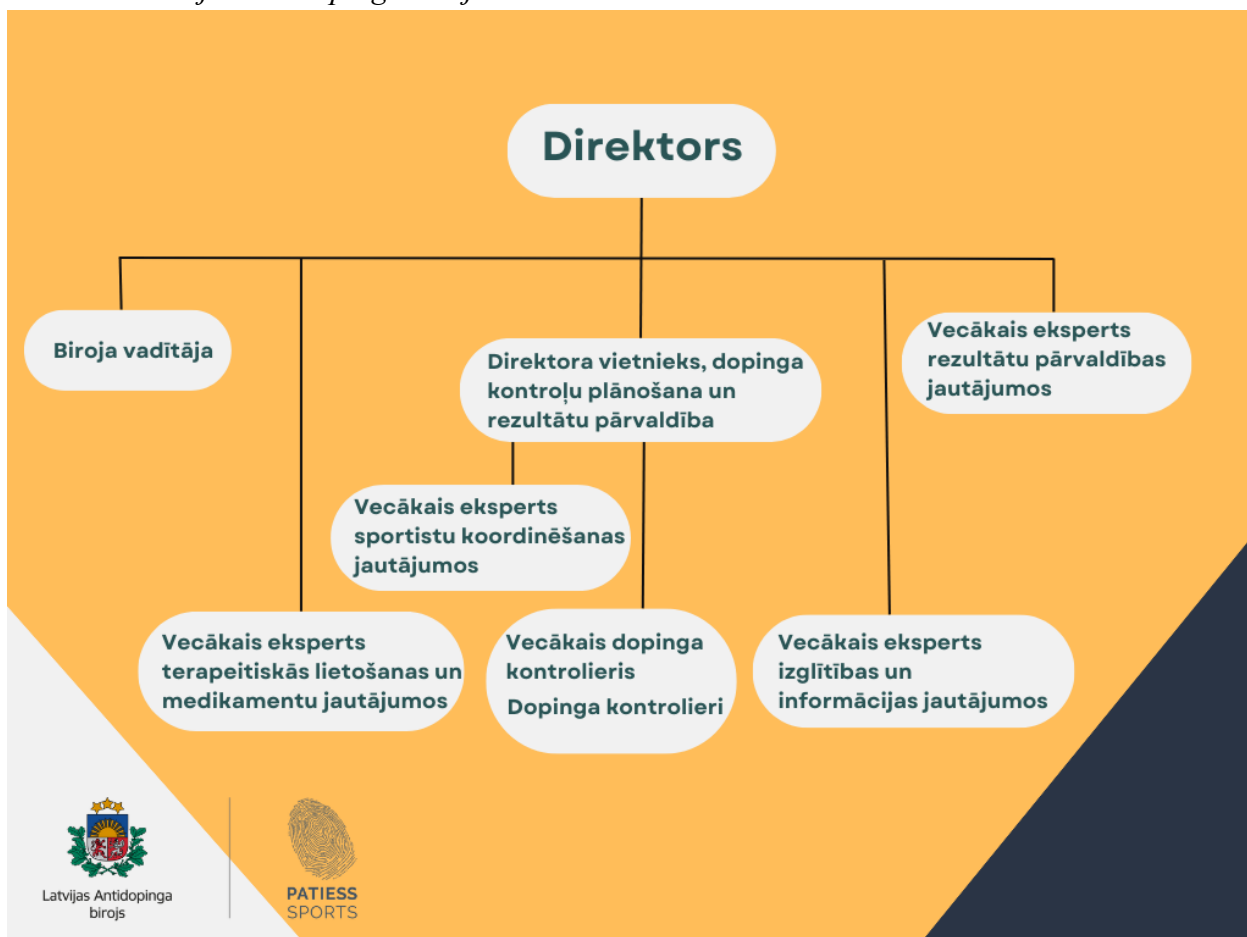 Direktors
Biroja vadītāja
Direktora vietnieks, dopinga
kontroļu plānošana un
rezultātu pārvaldība
Vecākais eksperts
rezultātu pārvaldības
jautājumos
Vecākais eksperts
sportistu koordinēšanas
jautājumos
Vecākais eksperts
terapeitiskās lietošanas un
medikamentu jautājumos
Vecākais dopinga
kontrolieris
Dopinga kontrolieri
Vecākais eksperts
izglītības un
informācijas jautājumos
Latvijas Antidopinga
birojs
PATIESS
SPORTS